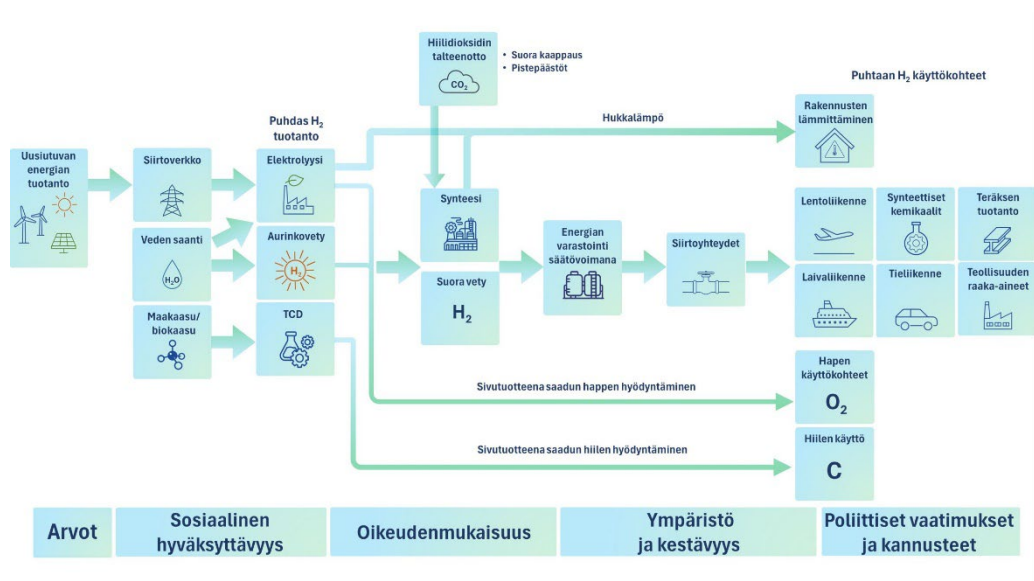 Hiilidioksidin
talteenotto
CO₂
• Suora kaappaus
• Pistepäästöt
Puhtaan H₂ käyttökohteet
Puhdas H₂
tuotanto
Hukkalämpö
Rakennusten
lämmittäminen
Uusiutuvan
energian
tuotanto
Siirtoverkko
Elektrolyysi
Synteesi
Lentoliikenne
Synteettiset
kemikaalit
Teräksen
tuotanto
Veden saanti
H₂O
Aurinkovety
H₂
Energian
varastointi
säätövoimana
Siirtoyhteydet
Suora vety
H₂
Laivaliikenne
Tieliikenne
Teollisuuden
raaka-aineet
Maakaasu/
biokaasu
TCD
Sivutuotteena saadun happen hyödyntäminen
Hapen
käyttökohteet
O₂
Sivutuotteena saadun hiilen hyödyntäminen
Hiilen käyttö
C
Arvot
Sosiaalinen
hyväksyttävyys
Oikeudenmukaisuus
Ympäristö
ja kestävyys
Poliittiset vaatimukset
ja kannusteet